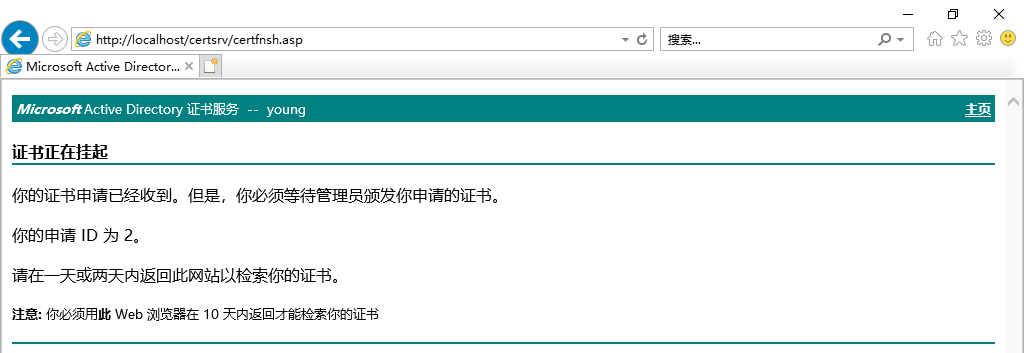 http://localhost/certsrv/certfnsh.asp
搜索...
Microsoft Active Director...
Microsoft Active Directory 证书服务 -- young
主页
证书正在挂起
你的证书申请已经收到。但是，你必须等待管理员颁发你申请的证书。
你的申请 ID 为 2。
请在一天或两天内返回此网站以检索你的证书。
注意: 你必须用此 Web 浏览器在 10 天内返回才能检索你的证书